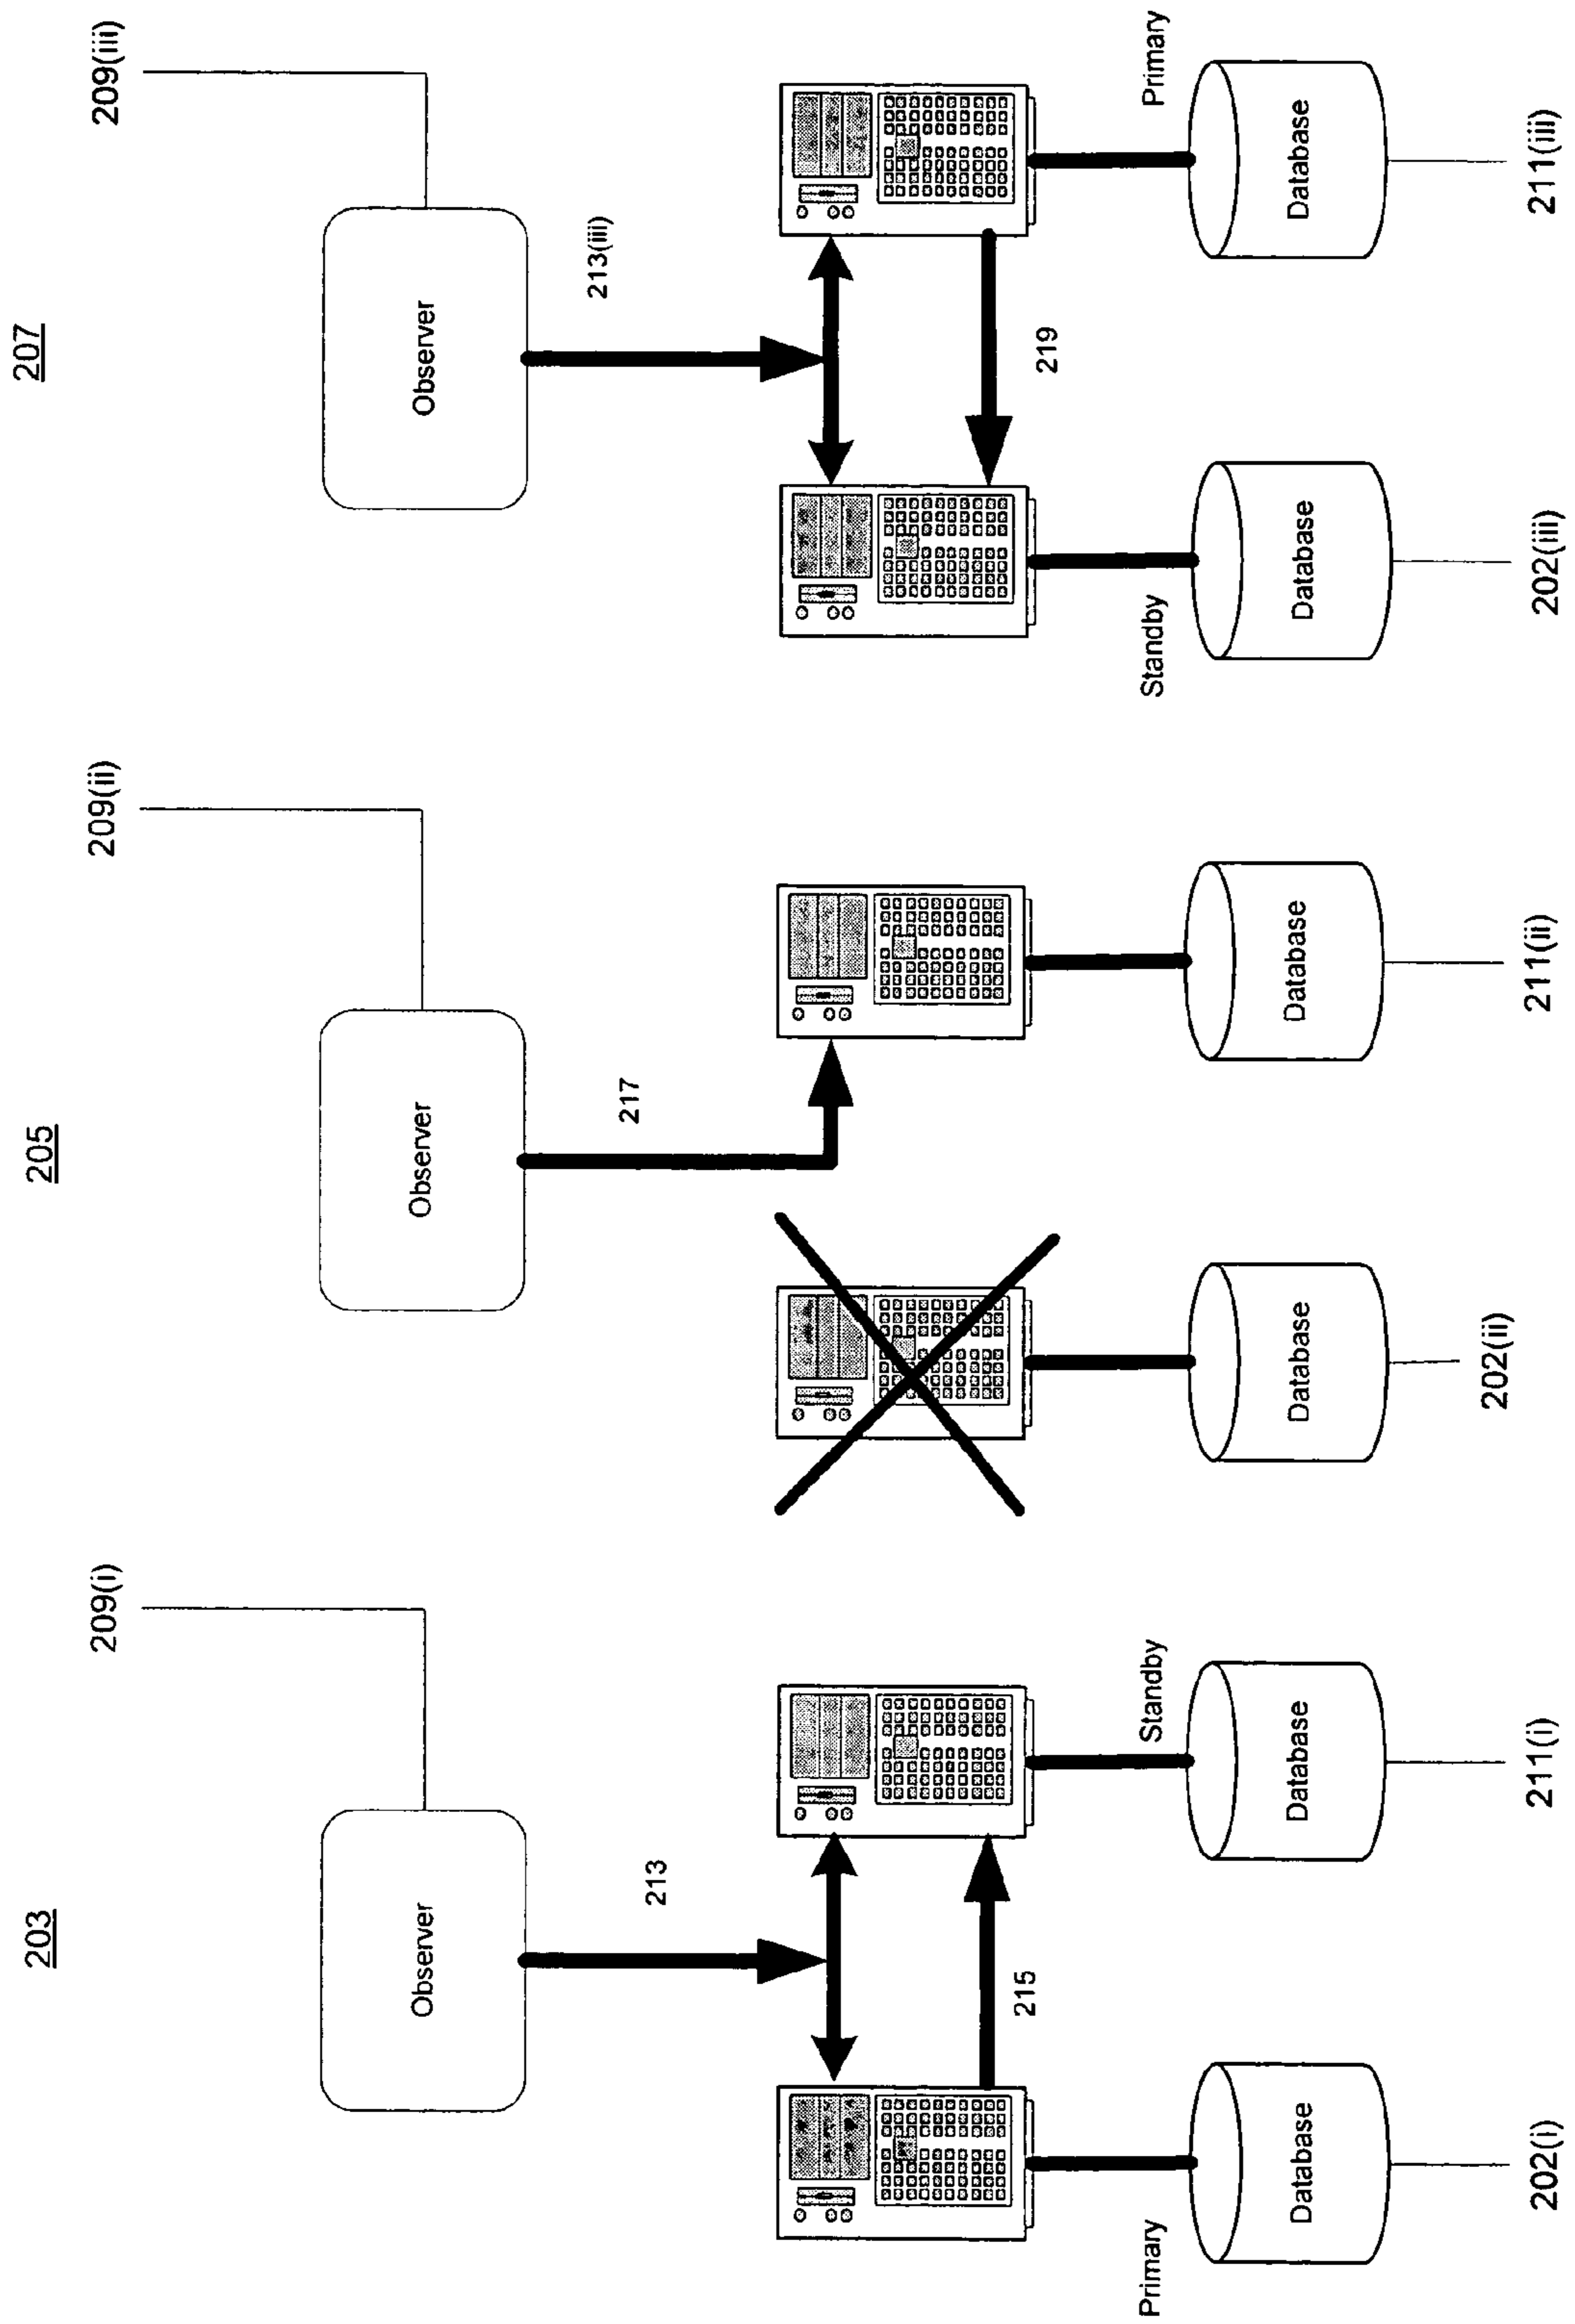 203
209(i)
Observer
213
215
Primary
Standby
Database
Database
202(i)
211(i)
205
209(ii)
Observer
217
Database
Database
202(ii)
211(ii)
207
209(iii)
Observer
213(iii)
219
Standby
Primary
Database
Database
202(iii)
211(iii)